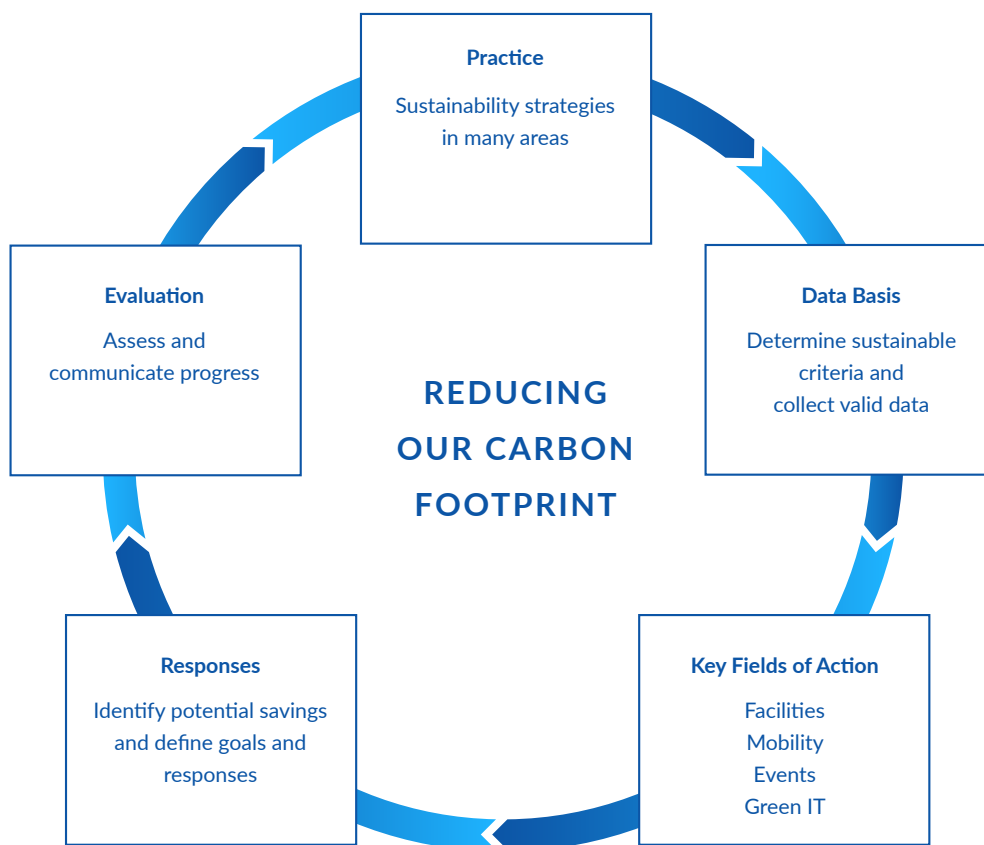 Practice
Sustainability strategies
in many areas
Data Basis
Determine sustainable
criteria and
collect valid data
Key Fields of Action
Facilities
Mobility
Events
Green IT
Responses
Identify potential savings
and define goals and
responses
Evaluation
Assess and
communicate progress
REDUCING
OUR CARBON
FOOTPRINT